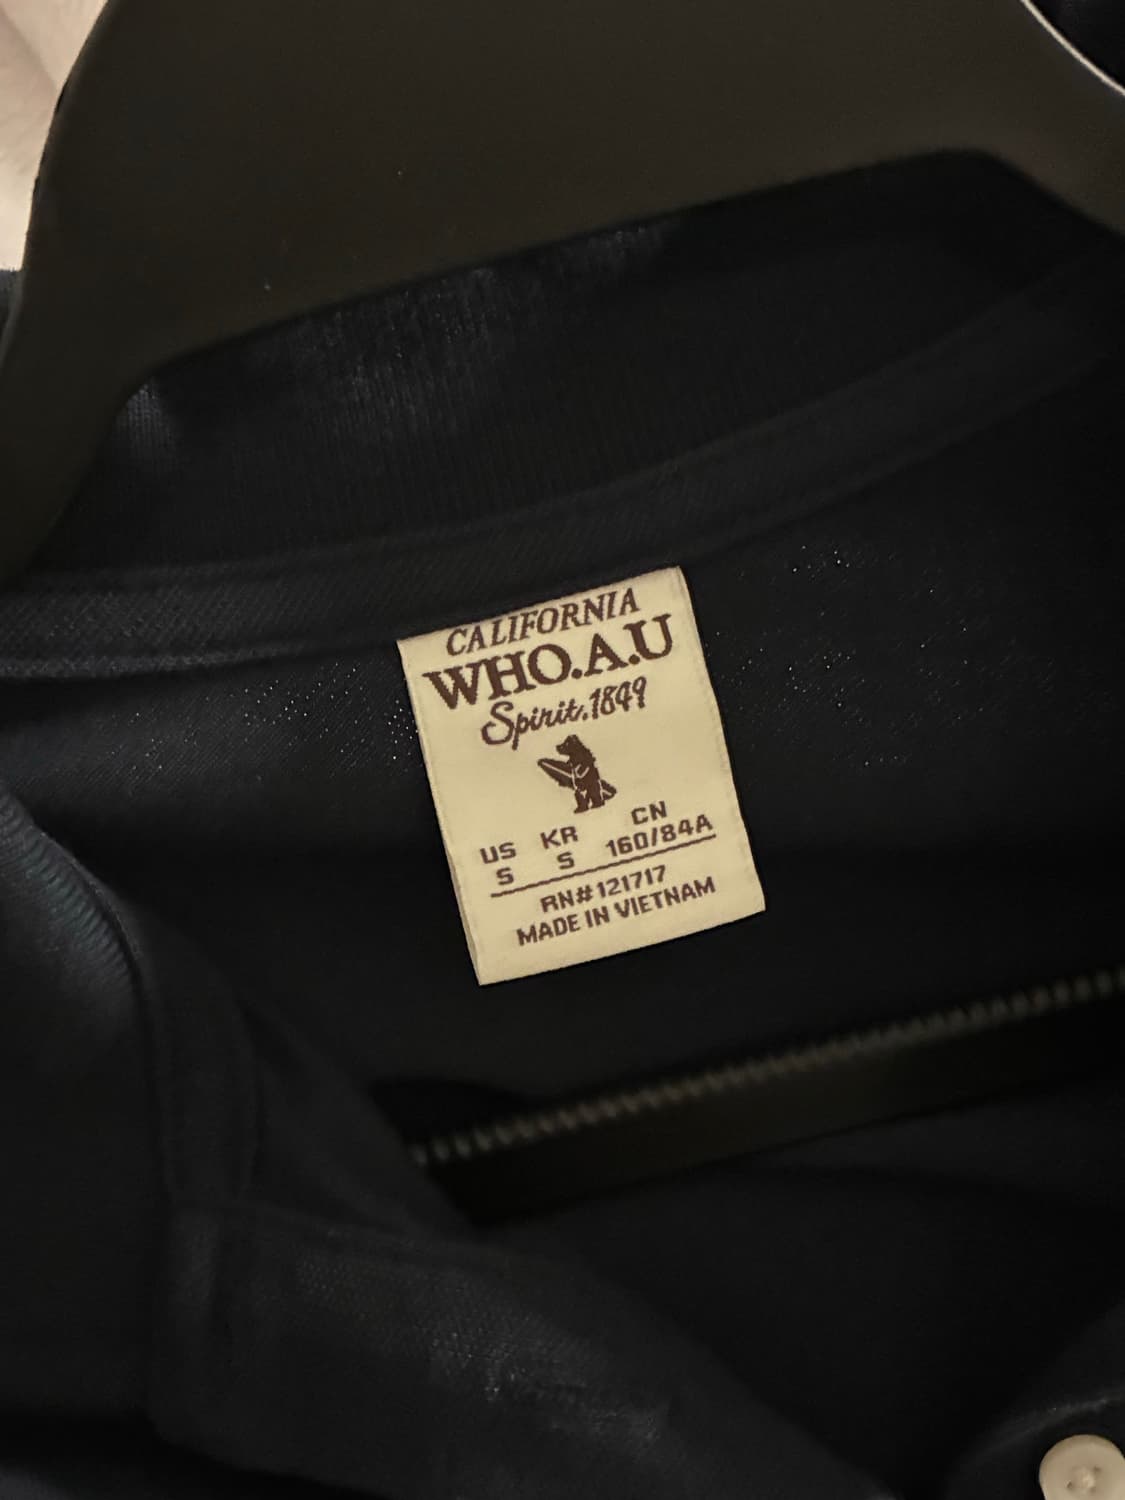 CALIFORNIA
WHO.A.U
Spirit.1849
US KR CN
S S 160/84A
RN#121717
MADE IN VIETNAM